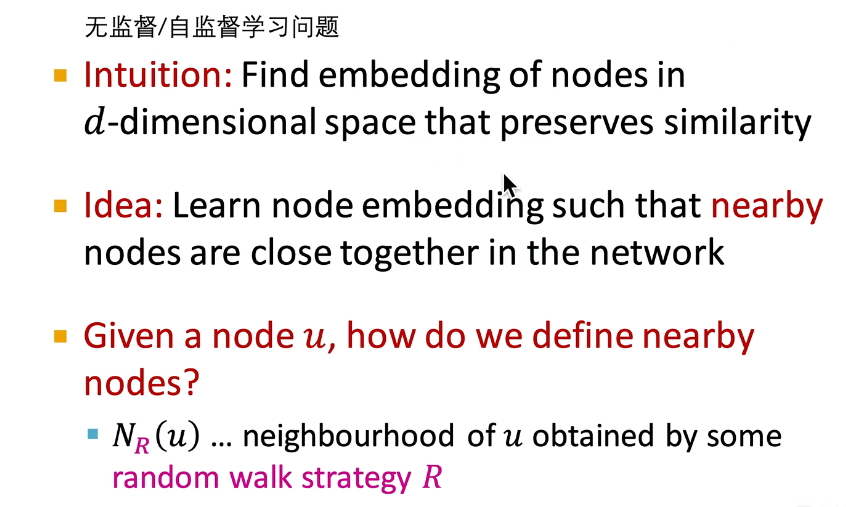 无监督/自监督学习问题
Intuition: Find embedding of nodes in
𝑑-dimensional space that preserves similarity
Idea: Learn node embedding such that nearby
nodes are close together in the network
Given a node 𝑢, how do we define nearby
nodes?
𝑁_𝑅(𝑢) … neighbourhood of 𝑢 obtained by some
random walk strategy 𝑅